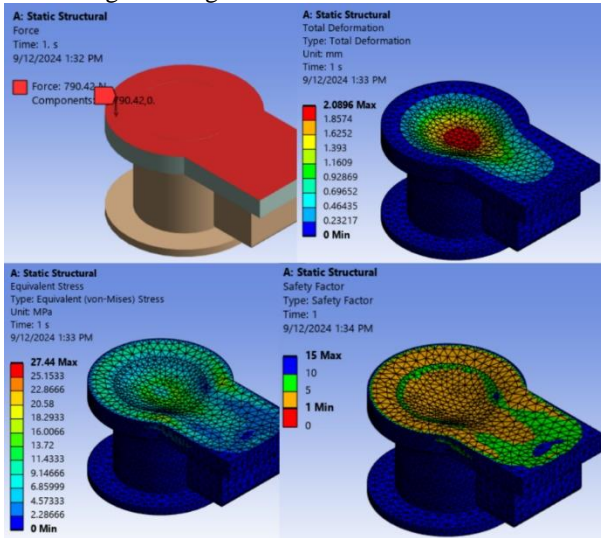 A: Static Structural
Force
Time: 1. s
9/12/2024 1:32 PM
Force: 790.42 N
Components: 790.42,0.
A: Static Structural
Total Deformation
Type: Total Deformation
Unit: mm
Time: 1 s
9/12/2024 1:33 PM
2.0896 Max
1.8574
1.6252
1.393
1.1609
0.92869
0.69652
0.46435
0.23217
0 Min
A: Static Structural
Equivalent Stress
Type: Equivalent (von-Mises) Stress
Unit: MPa
Time: 1 s
9/12/2024 1:33 PM
27.44 Max
25.1533
22.8666
20.58
18.2933
16.0066
13.72
11.4333
9.14666
6.85999
4.57333
2.28666
0 Min
A: Static Structural
Safety Factor
Type: Safety Factor
Time: 1
9/12/2024 1:34 PM
15 Max
10
5
1 Min
0